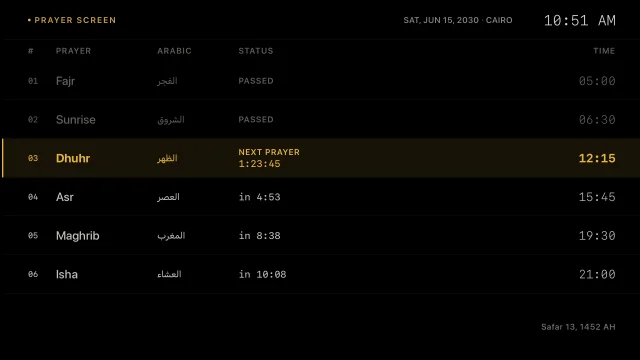 • PRAYER SCREEN SAT, JUN 15, 2030 · CAIRO 10:51 AM
# PRAYER ARABIC STATUS TIME
01 Fajr الفجر PASSED 05:00
02 Sunrise الشروق PASSED 06:30
03 Dhuhr الظهر NEXT PRAYER 1:23:45 12:15
04 Asr العصر in 4:53 15:45
05 Maghrib المغرب in 8:38 19:30
06 Isha العشاء in 10:08 21:00
Safar 13, 1452 AH